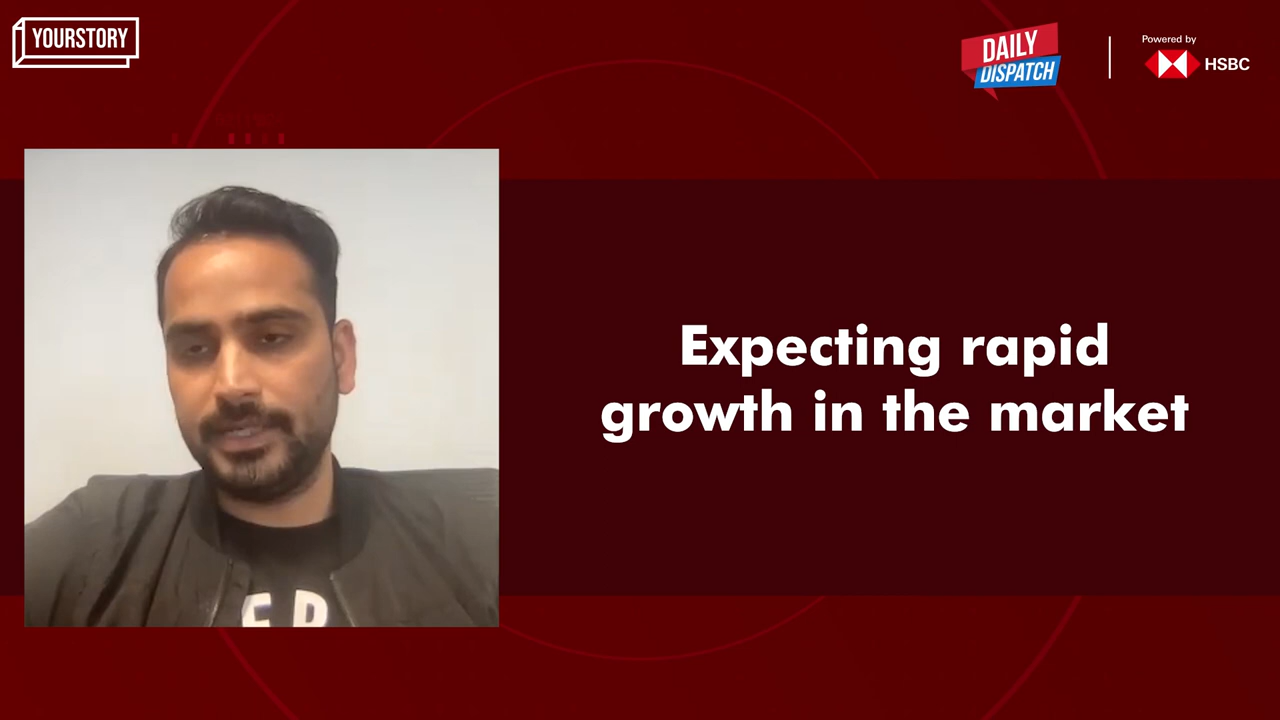 YOURSTORY
DAILY
DISPATCH
Powered by
HSBC
Expecting rapid
growth in the market